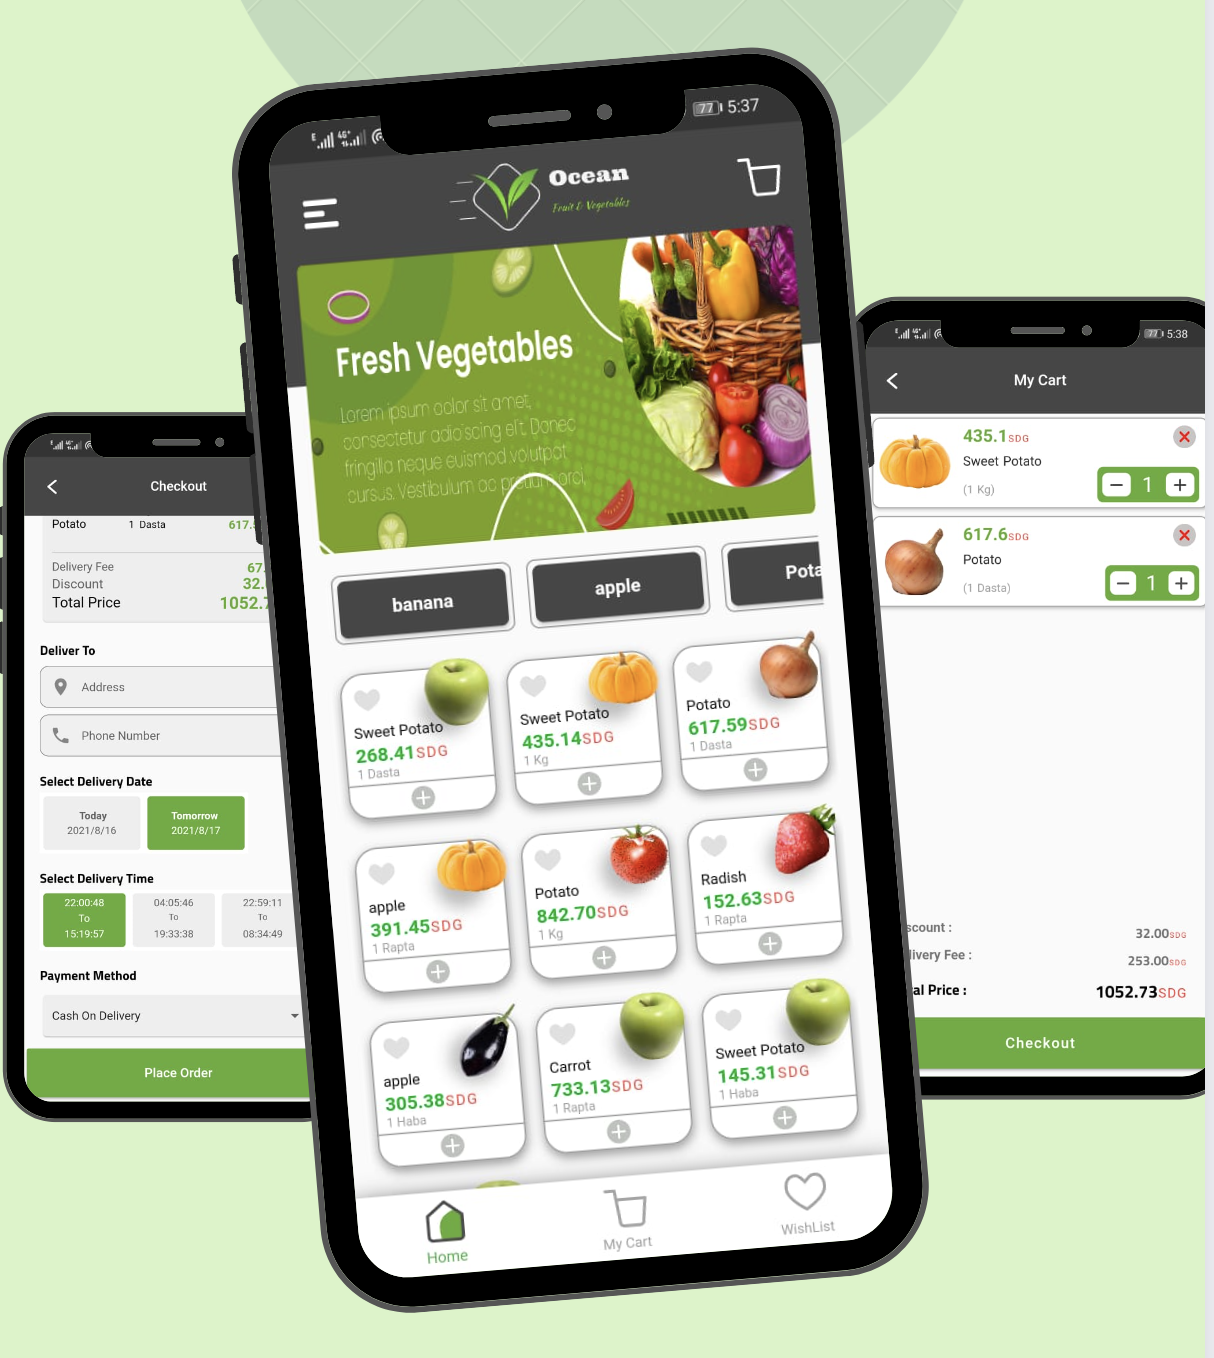 77 5:37
Ocean
Fruit & Vegetables
Fresh Vegetables
Lorem ipsum dolor sit amet,
consectetur adipiscing elit. Donec
fringilla neque euismod volutpat
cursus. Vestibulum ac pretium orci,
banana
apple
Pota
Sweet Potato
268.41SDG
1 Dasta
Sweet Potato
435.14SDG
1 Kg
Potato
617.59SDG
1 Dasta
apple
391.45SDG
1 Rapta
Potato
842.70SDG
1 Kg
Radish
152.63SDG
1 Rapta
apple
305.38SDG
1 Haba
Carrot
733.13SDG
1 Rapta
Sweet Potato
145.31SDG
1 Haba
Home
My Cart
WishList
Checkout
Potato 1 Dasta 617.
Delivery Fee 67.
Discount 32.
Total Price 1052.7
Deliver To
Address
Phone Number
Select Delivery Date
Today
2021/8/16
Tomorrow
2021/8/17
Select Delivery Time
22:00:48
To
15:19:57
04:05:46
To
19:33:38
22:59:11
To
08:34:49
Payment Method
Cash On Delivery
Place Order
77 5:38
My Cart
435.1SDG
Sweet Potato
(1 Kg)
1
617.6SDG
Potato
(1 Dasta)
1
scount : 32.00SDG
livery Fee : 253.00SDG
al Price : 1052.73SDG
Checkout